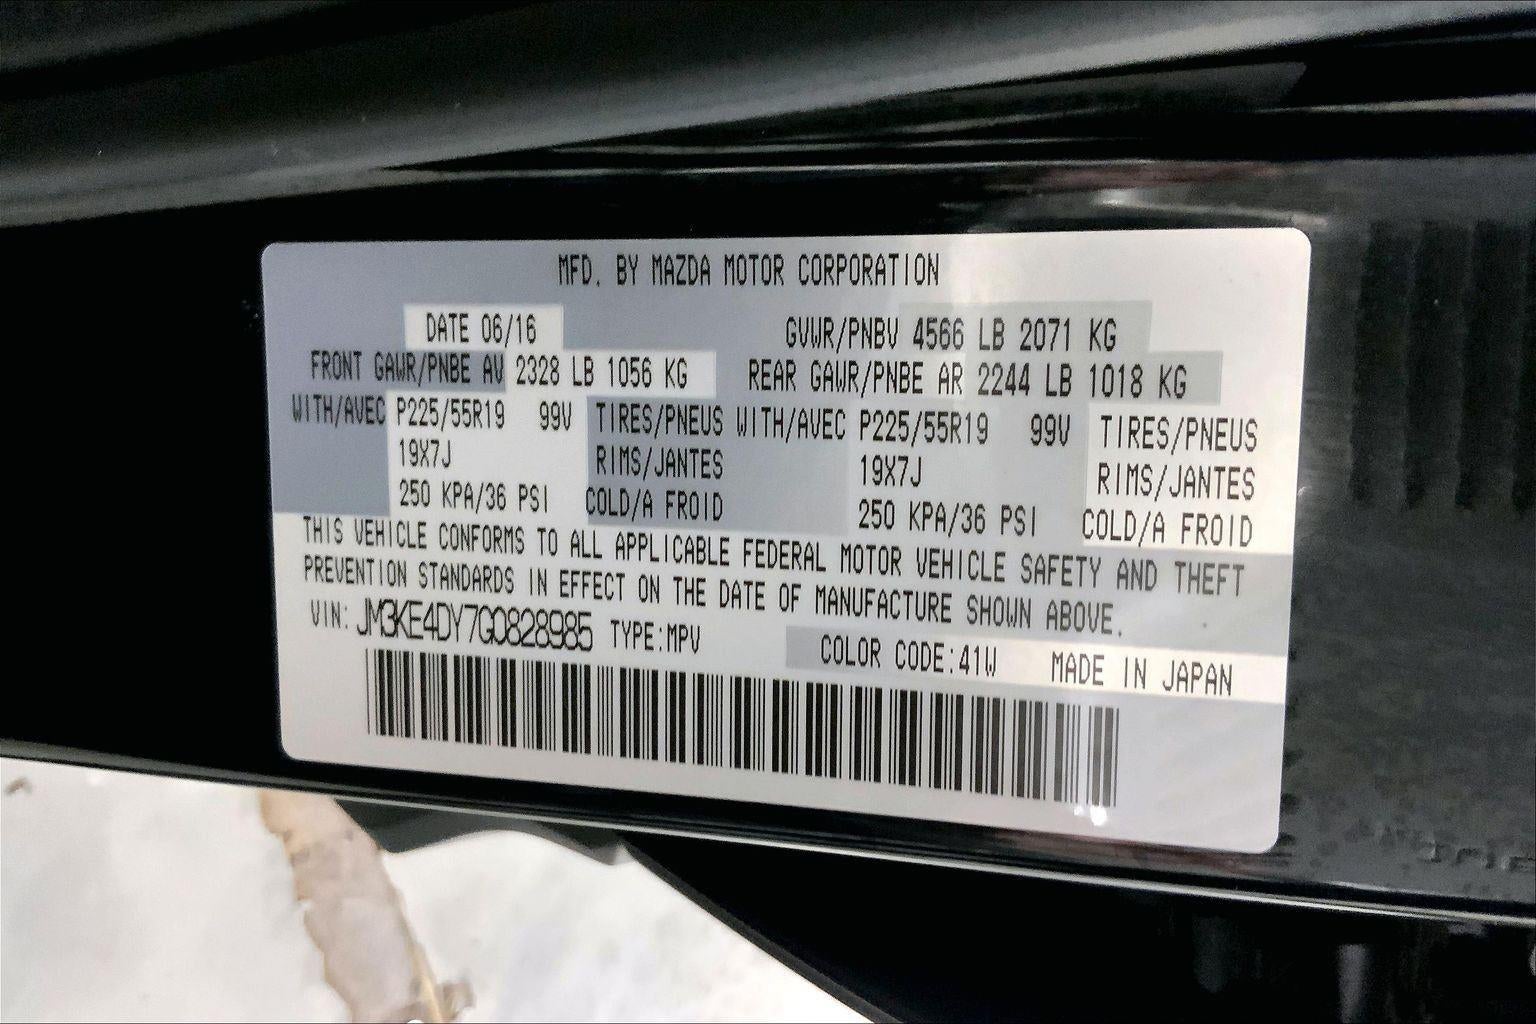 MFD. BY MAZDA MOTOR CORPORATION
DATE 06/16 GVWR/PNBV 4566 LB 2071 KG
FRONT GAWR/PNBE AV 2328 LB 1056 KG REAR GAWR/PNBE AR 2244 LB 1018 KG
WITH/AVEC P225/55R19 99V TIRES/PNEUS WITH/AVEC P225/55R19 99V TIRES/PNEUS
19X7J RIMS/JANTES 19X7J RIMS/JANTES
250 KPA/36 PSI COLD/A FROID 250 KPA/36 PSI COLD/A FROID
THIS VEHICLE CONFORMS TO ALL APPLICABLE FEDERAL MOTOR VEHICLE SAFETY AND THEFT
PREVENTION STANDARDS IN EFFECT ON THE DATE OF MANUFACTURE SHOWN ABOVE.
VIN: JM3KE4DY7G0828985 TYPE:MPV COLOR CODE:41W MADE IN JAPAN